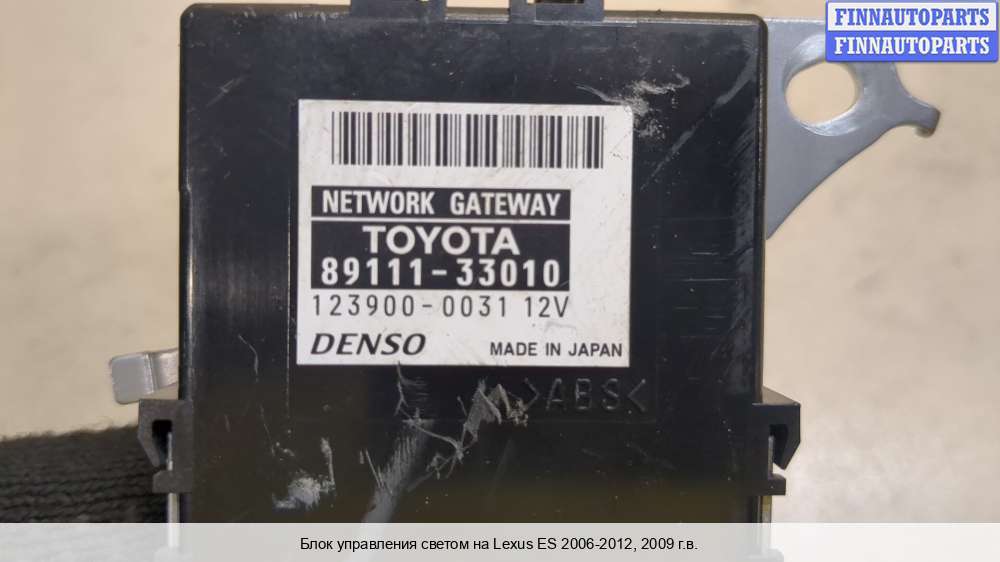 FINNAUTOPARTS
FINNAUTOPARTS
NETWORK GATEWAY
TOYOTA
89111-33010
123900-0031 12V
DENSO MADE IN JAPAN
>ABS<
Блок управления светом на Lexus ES 2006-2012, 2009 г.в.